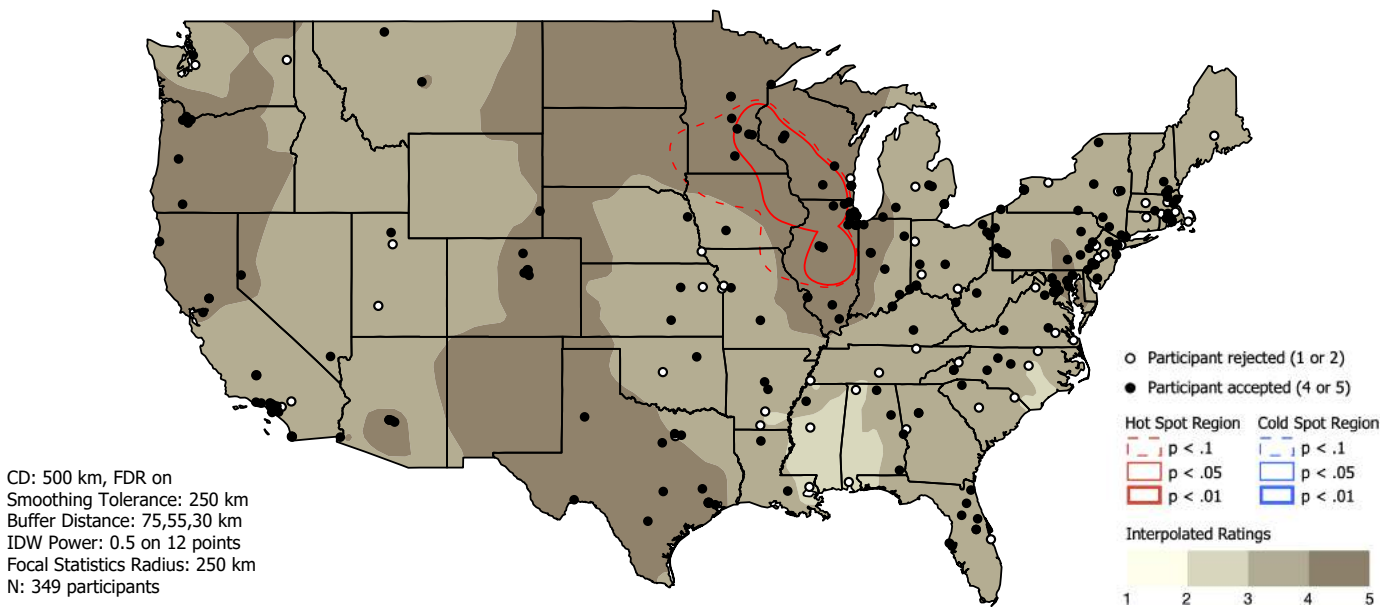 CD: 500 km, FDR on
Smoothing Tolerance: 250 km
Buffer Distance: 75,55,30 km
IDW Power: 0.5 on 12 points
Focal Statistics Radius: 250 km
N: 349 participants
Participant rejected (1 or 2)
Participant accepted (4 or 5)
Hot Spot Region
p < .1
p < .05
p < .01
Cold Spot Region
p < .1
p < .05
p < .01
Interpolated Ratings
1 2 3 4 5